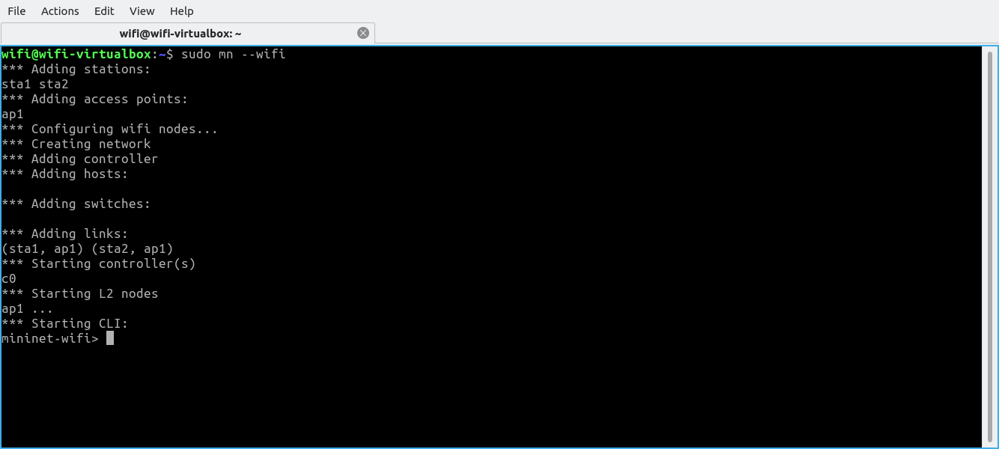 File Actions Edit View Help
wifi@wifi-virtualbox: ~
wifi@wifi-virtualbox:~$ sudo mn --wifi
*** Adding stations:
sta1 sta2
*** Adding access points:
ap1
*** Configuring wifi nodes...
*** Creating network
*** Adding controller
*** Adding hosts:
*** Adding switches:
*** Adding links:
(sta1, ap1) (sta2, ap1)
*** Starting controller(s)
c0
*** Starting L2 nodes
ap1 ...
*** Starting CLI:
mininet-wifi>